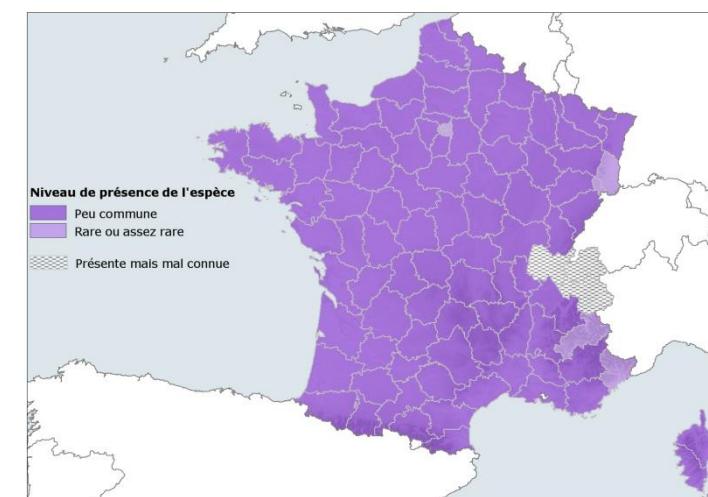 Niveau de présence de l'espèce
Peu commune
Rare ou assez rare
Présente mais mal connue